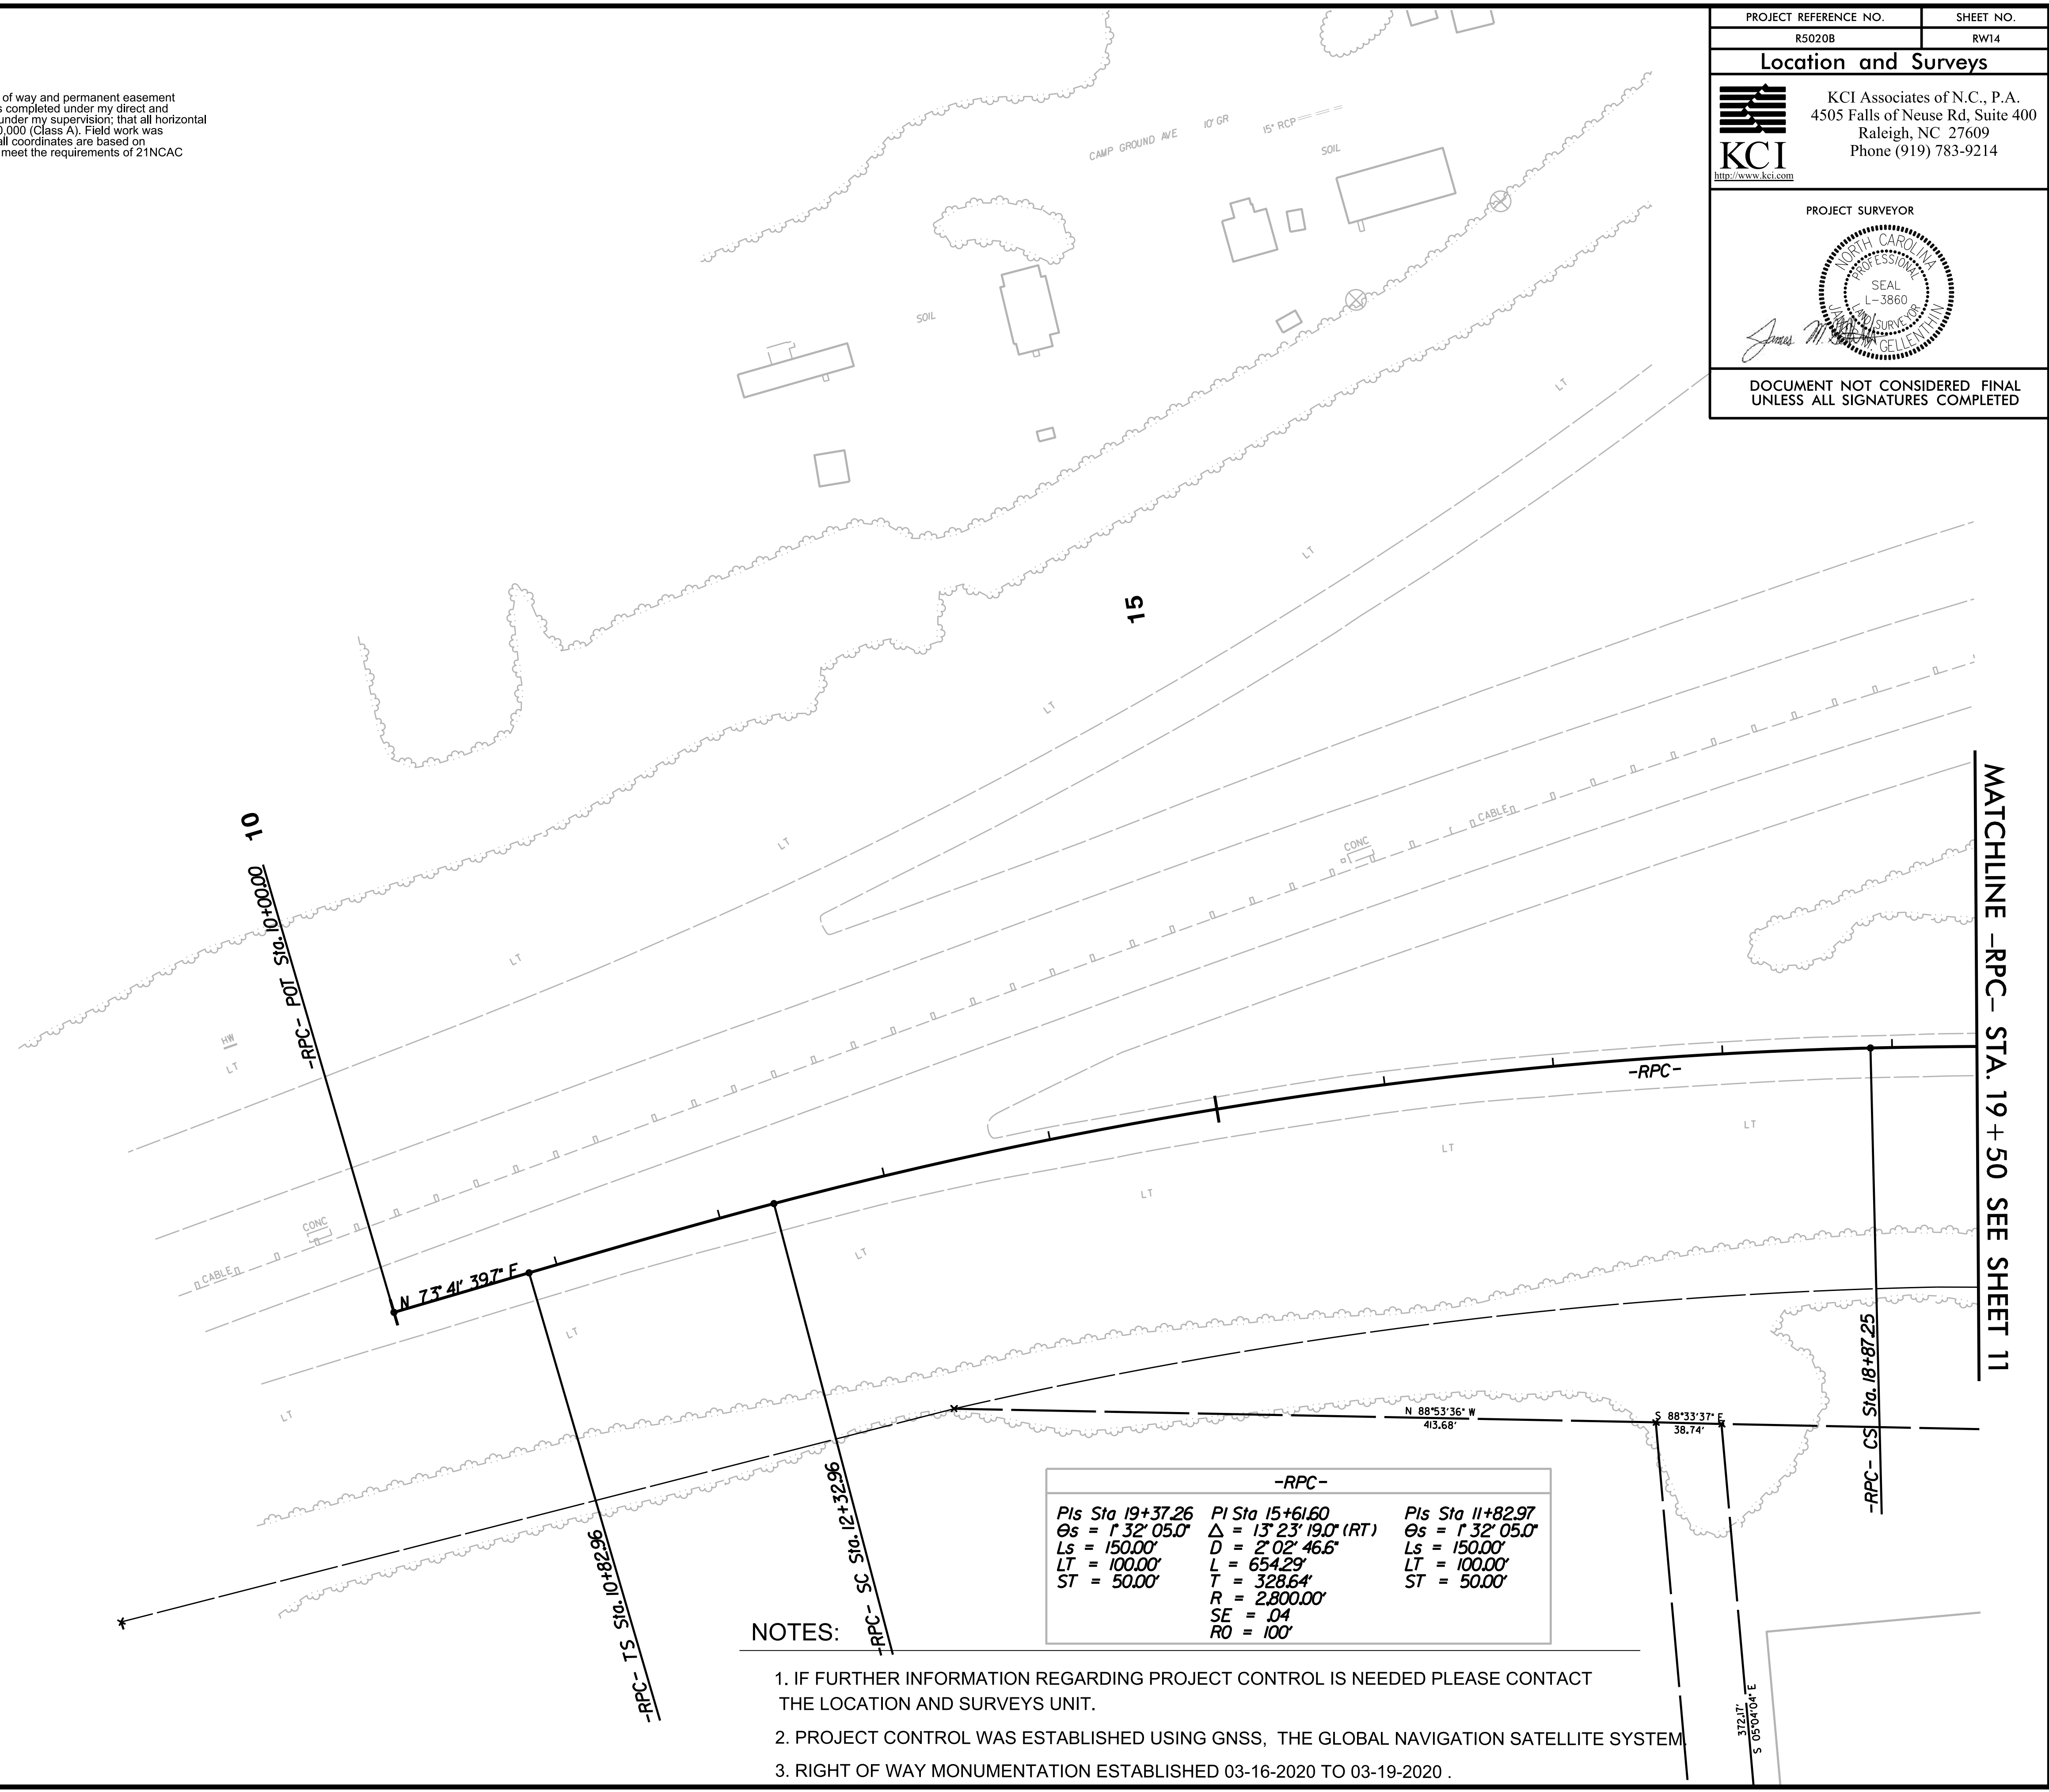 PROJECT REFERENCE NO.
SHEET NO.
R5020B
RW14
Location and Surveys
KCI
http://www.kci.com
KCI Associates of N.C., P.A.
4505 Falls of Neuse Rd, Suite 400
Raleigh, NC 27609
Phone (919) 783-9214
PROJECT SURVEYOR
NORTH CAROLINA
PROFESSIONAL
SEAL
L-3860
LAND SURVEYOR
JAMES M. GELLENTHIN
DOCUMENT NOT CONSIDERED FINAL
UNLESS ALL SIGNATURES COMPLETED
of way and permanent easement
completed under my direct and
under my supervision; that all horizontal
0,000 (Class A). Field work was
all coordinates are based on
meet the requirements of 21NCAC
CAMP GROUND AVE
10' GR
15" RCP
SOIL
SOIL
LT
LT
15
LT
10
LT
CABLE
CONC
-RPC- POT Sta. 10+00.00
LT
HW
LT
MATCHLINE -RPC- STA. 19+50 SEE SHEET 11
-RPC-
LT
LT
LT
LT
CONC
CABLE
N 73° 41' 39.7" E
LT
LT
N 88°53'36" W
413.68'
S 88°33'37" E
38.74'
-RPC- CS Sta. 18+87.25
-RPC- SC Sta. 12+32.96
-RPC- TS Sta. 10+82.96
-RPC-
PIs Sta 19+37.26 PI Sta 15+61.60 PIs Sta 11+82.97
Θs = 1° 32' 05.0" Δ = 13° 23' 19.0" (RT) Θs = 1° 32' 05.0"
Ls = 150.00' D = 2° 02' 46.6" Ls = 150.00'
LT = 100.00' L = 654.29' LT = 100.00'
ST = 50.00' T = 328.64' ST = 50.00'
R = 2,800.00'
SE = .04
RO = 100'
NOTES:
1. IF FURTHER INFORMATION REGARDING PROJECT CONTROL IS NEEDED PLEASE CONTACT
THE LOCATION AND SURVEYS UNIT.
2. PROJECT CONTROL WAS ESTABLISHED USING GNSS, THE GLOBAL NAVIGATION SATELLITE SYSTEM.
3. RIGHT OF WAY MONUMENTATION ESTABLISHED 03-16-2020 TO 03-19-2020 .
372.17'
S 05°04'04" E